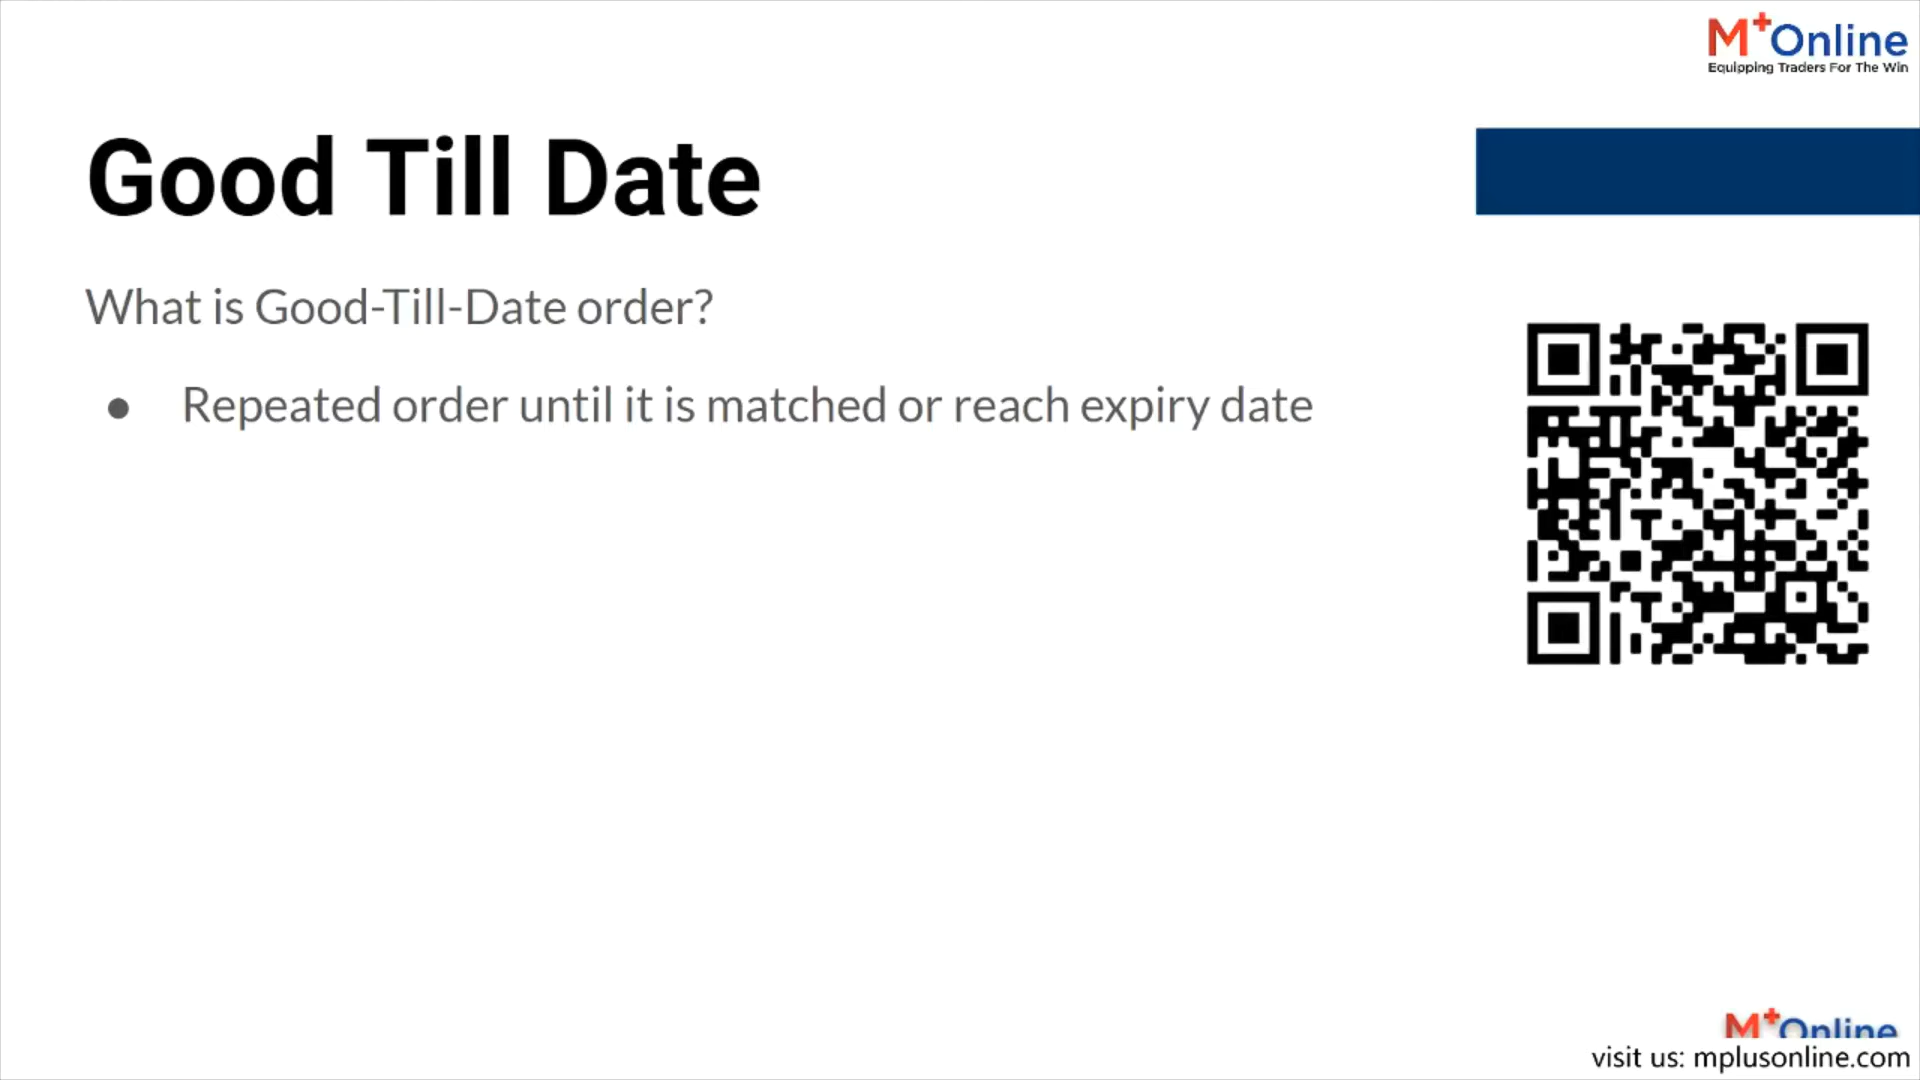 M+Online
Equipping Traders For The Win
Good Till Date
What is Good-Till-Date order?
● Repeated order until it is matched or reach expiry date
M+Online
visit us: mplusonline.com